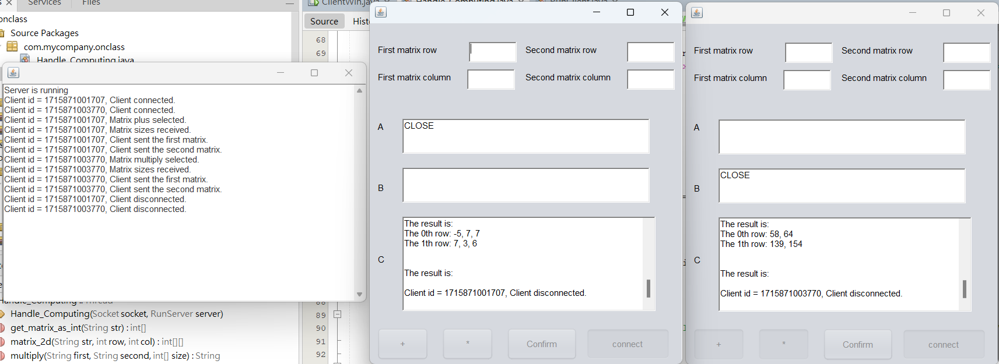 Services
Files
onclass
Source Packages
com.mycompany.onclass
Handle_Computing.java
Server is running
Client id = 1715871001707, Client connected.
Client id = 1715871003770, Client connected.
Client id = 1715871001707, Matrix plus selected.
Client id = 1715871001707, Matrix sizes received.
Client id = 1715871001707, Client sent the first matrix.
Client id = 1715871001707, Client sent the second matrix.
Client id = 1715871003770, Matrix multiply selected.
Client id = 1715871003770, Matrix sizes received.
Client id = 1715871003770, Client sent the first matrix.
Client id = 1715871003770, Client sent the second matrix.
Client id = 1715871001707, Client disconnected.
Client id = 1715871003770, Client disconnected.
Handle_Computing :: Thread
Handle_Computing(Socket socket, RunServer server)
get_matrix_as_int(String str) : int[]
matrix_2d(String str, int row, int col) : int[][]
multiply(String first, String second, int[] size) : String
ClientWin.java
Handle_Computing.java
RunClient.java
Source
Histo
68
69
88
89
90
91
92
First matrix row
Second matrix row
First matrix column
Second matrix column
A
CLOSE
B
C
The result is:
The 0th row: -5, 7, 7
The 1th row: 7, 3, 6
The result is:
Client id = 1715871001707, Client disconnected.
+
*
Confirm
connect
First matrix row
Second matrix row
First matrix column
Second matrix column
A
B
CLOSE
C
The result is:
The 0th row: 58, 64
The 1th row: 139, 154
The result is:
Client id = 1715871003770, Client disconnected.
+
*
Confirm
connect